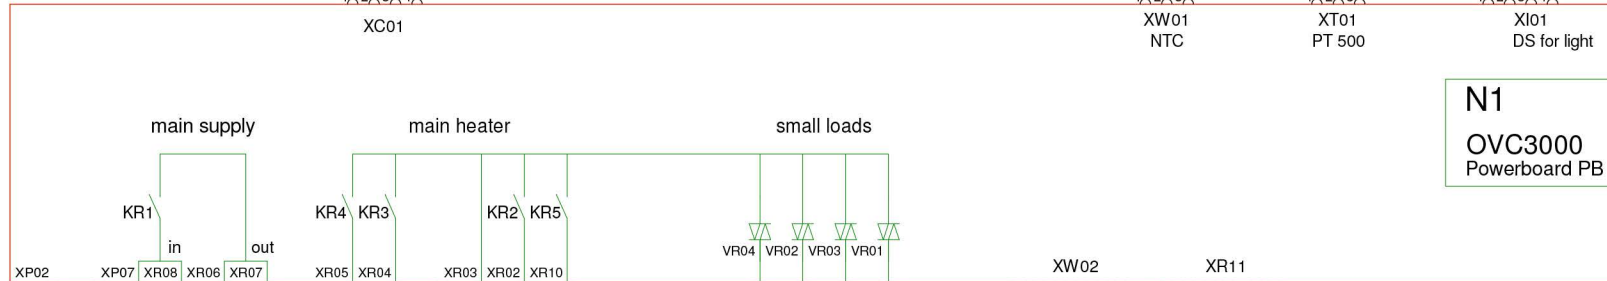 XC01
XW01
NTC
XT01
PT 500
XI01
DS for light
N1
OVC3000
Powerboard PB
main supply
main heater
small loads
KR1
KR4
KR3
KR2
KR5
in
out
VR04
VR02
VR03
VR01
XP02
XP07
XR08
XR06
XR07
XR05
XR04
XR03
XR02
XR10
XW02
XR11